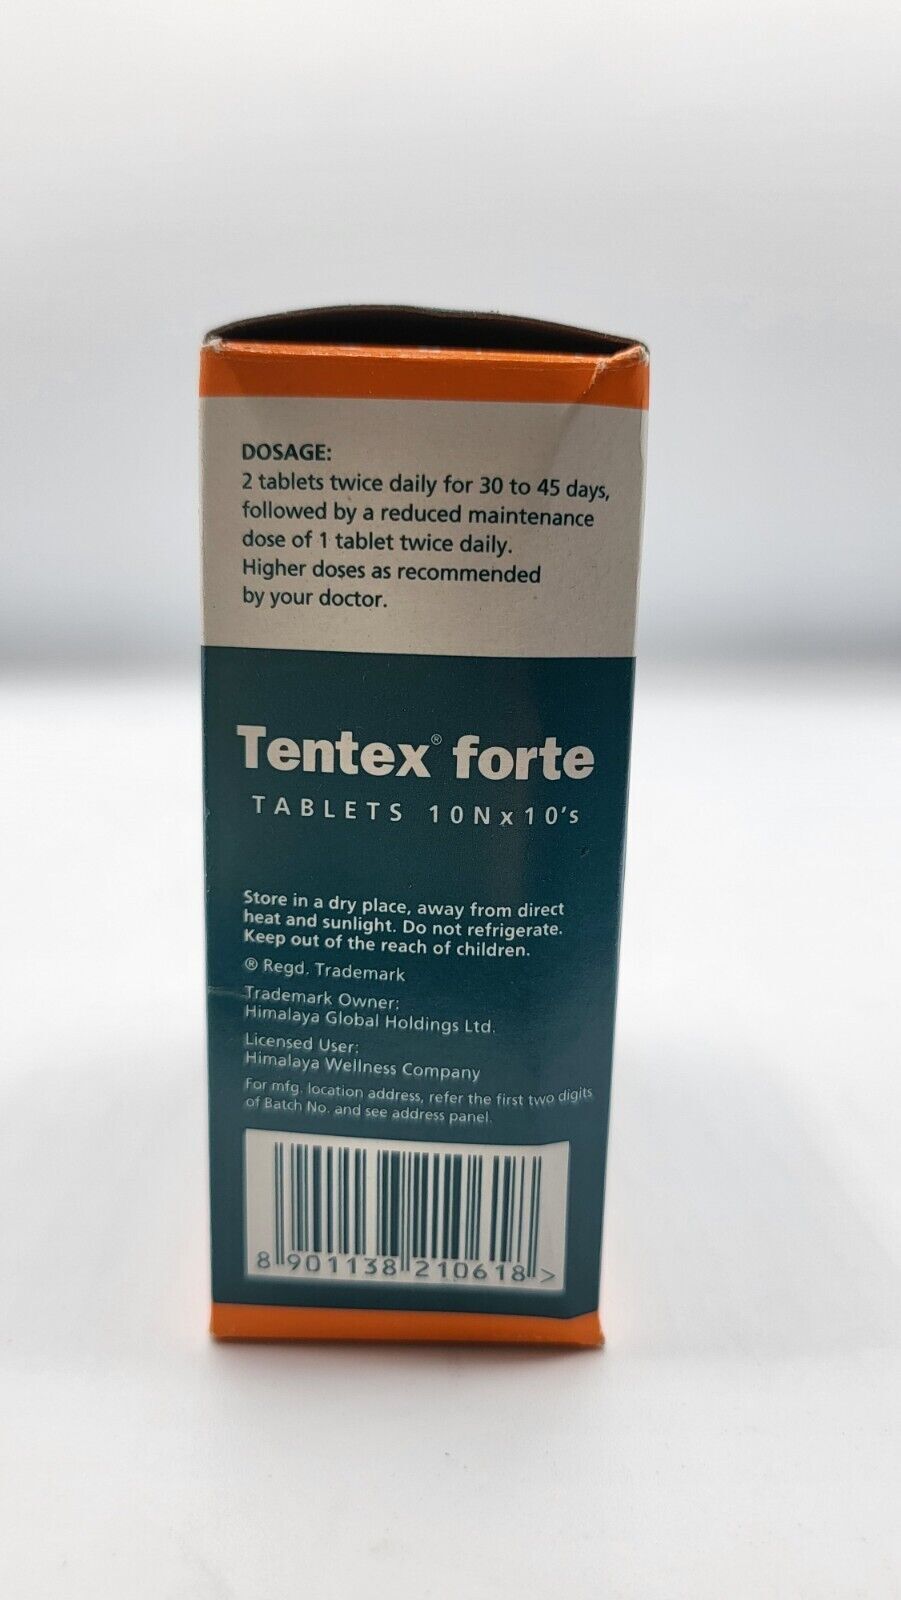 DOSAGE:
2 tablets twice daily for 30 to 45 days,
followed by a reduced maintenance
dose of 1 tablet twice daily.
Higher doses as recommended
by your doctor.
Tentex® forte
TABLETS 10Nx10's
Store in a dry place, away from direct
heat and sunlight. Do not refrigerate.
Keep out of the reach of children.
® Regd. Trademark
Trademark Owner:
Himalaya Global Holdings Ltd.
Licensed User:
Himalaya Wellness Company
For mfg. location address, refer the first two digits
of Batch No. and see address panel.
8 901138 210618 >